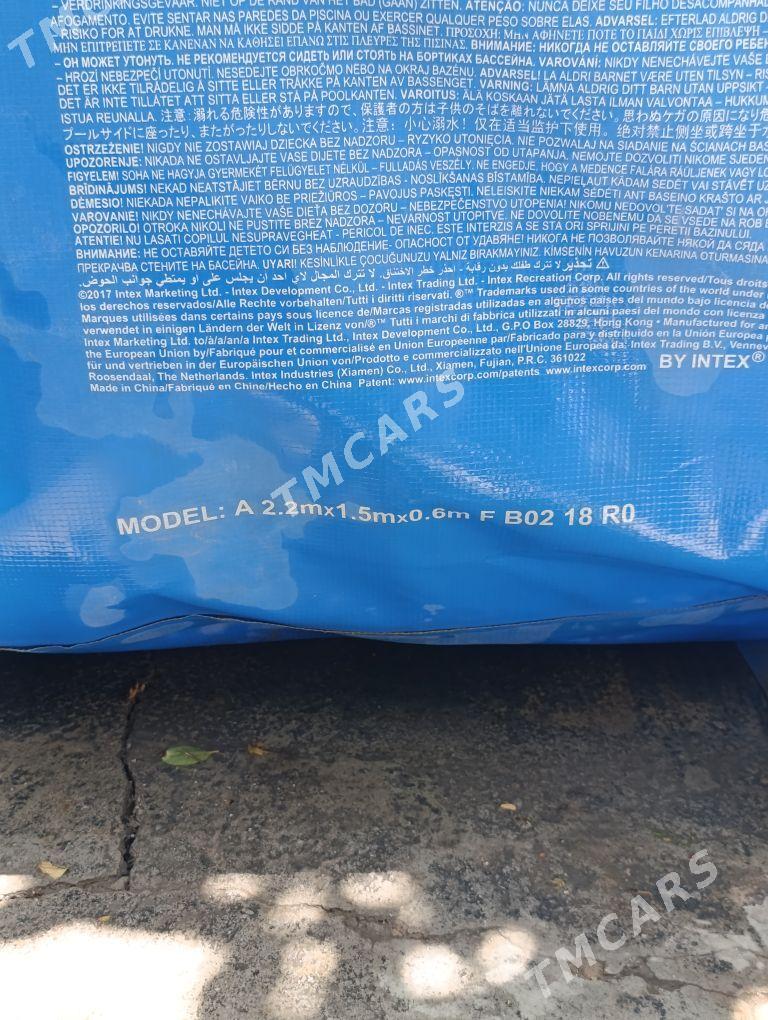 – VERDRINKINGSGEVAAR. NIET OP DE RAND VAN HET BAD (GAAN) ZITTEN. ATENÇÃO: NUNCA DEIXE SEU FILHO DESACOMPA
AFOGAMENTO. EVITE SENTAR NAS PAREDES DA PISCINA OU EXERCER QUALQUER PESO SOBRE ELAS. ADVARSEL: EFTERLAD ALDRIG
RISIKO FOR AT DRUKNE. MAN MÅ IKKE SIDDE PÅ KANTEN AF BASSINET. ΠΡΟΣΟΧΗ: ΜΗΝ ΑΦΗΝΕΤΕ ΠΟΤΕ ΤΟ ΠΑΙΔΙ ΧΩΡΙΣ ΕΠΙΒΛΕΨΗ –
ΜΗΝ ΕΠΙΤΡΕΠΕΤΕ ΣΕ ΚΑΝΕΝΑΝ ΝΑ ΚΑΘΗΣΕΙ ΕΠΑΝΩ ΣΤΙΣ ΠΛΕΥΡΕΣ ΤΗΣ ΠΙΣΙΝΑΣ. ВНИМАНИЕ: НИКОГДА НЕ ОСТАВЛЯЙТЕ СВОЕГО РЕБЕН
– ОН МОЖЕТ УТОНУТЬ. НЕ РЕКОМЕНДУЕТСЯ СИДЕТЬ ИЛИ СТОЯТЬ НА БОРТИКАХ БАССЕЙНА. VAROVÁNI: NIKDY NENECHÁVEJTE VAŠE
– HROZÍ NEBEZPEČÍ UTONUTÍ. NESEDEJTE OBRKOČMO NEBO NA OKRAJ BAZÉNU. ADVARSEL! LA ALDRI BARNET VÆRE UTEN TILSYN – RIS
DET ER IKKE TILRÅDELIG Å SITTE ELLER TRÅKKE PÅ KANTEN AV BASSENGET. VARNING: LÄMNA ALDRIG DITT BARN UTAN UPPSIKT –
DET ÄR INTE TILLÅTET ATT SITTA ELLER STÅ PÅ POOLKANTEN. VAROITUS: ÄLÄ KOSKAAN JÄTÄ LASTA ILMAN VALVONTAA – HUKKUM
ISTUA REUNALLA. 注意: 溺れる危険性がありますので、保護者の方は子供のそばを離れないでください。思わぬケガの原因になり危
プールサイドに座ったり、またがったりしないでください。注意: 小心溺水! 仅在适当监护下使用。 绝对禁止侧坐或跨坐于水
OSTRZEŻENIE! NIGDY NIE ZOSTAWIAJ DZIECKA BEZ NADZORU – RYZYKO UTONIĘCIA. NIE POZWALAJ NA SIADANIE NA ŚCIANACH BAS
UPOZORENJE: NIKADA NE OSTAVLJAJTE VAŠE DIJETE BEZ NADZORA – OPASNOST OD UTAPANJA. NEMOJTE DOZVOLITI NIKOME SJEDEN
FIGYELEM! SOHA NE HAGYJA GYERMEKÉT FELÜGYELET NÉLKÜL – FULLADÁS VESZÉLY. NE ENGEDJE, HOGY A MEDENCE FALÁRA RÁÜLJENEK VAGY LO
BRĪDINĀJUMS! NEKAD NEATSTĀJIET BĒRNU BEZ UZRAUDZĪBAS - NOSLĪKŠANAS BĪSTAMĪBA. NEPIEĻAUT KĀDAM SEDĒT VAI STĀVĒT UZ
DĖMESIO! NIEKADA NEPALIKITE VAIKO BE PRIEŽIŪROS – PAVOJUS PASKĘSTI. NELEISKITE NIEKAM SĖDĖTI ANT BASEINO KRAŠTO AR
VAROVANIE! NIKDY NENECHÁVAJTE VAŠE DIEŤA BEZ DOZORU – NEBEZPEČENSTVO UTOPENIA! NIKOMU NEDOVOĽTE SADAŤ SI NA OK
OPOZORILO! OTROKA NIKOLI NE PUSTITE BREZ NADZORA – NEVARNOST UTOPITVE. NE DOVOLITE NOBENEMU DA SE USEDE NA ROB B
ATENTIE! NU LASATI COPILUL NESUPRAVEGHEAT - PERICOL DE INEC. ESTE INTERZIS A SE STA ORI SPRIJINI PE PERETII BAZINULUI.
ВНИМАНИЕ: НЕ ОСТАВЯЙТЕ ДЕТЕТО СИ БЕЗ НАБЛЮДЕНИЕ- ОПАСНОСТ ОТ УДАВЯНЕ! НИКОГА НЕ ПОЗВОЛЯВАЙТЕ НЯКОЙ ДА СЯДА
ПРЕКРАЧВА СТЕНИТЕ НА БАСЕЙНА. UYARI! KESİNLİKLE ÇOCUĞUNUZU YALNIZ BIRAKMAYINIZ. KİMSENİN HAVUZUN KENARINA OTURMASINA
تحذير لا تترك طفلك بدون رقابة - احذر خطر الاختناق. لا تترك المجال لاي احد ان يجلس على او يمتطي جوانب الحوض.
©2017 Intex Marketing Ltd. - Intex Development Co., Ltd. - Intex Trading Ltd., - Intex Recreation Corp. All rights reserved/Tous droits
ios derechos reservados/Alle Rechte vorbehalten/Tutti i diritti riservati. ®™ Trademarks used in some countries of the world under
Marques utilisées dans certains pays sous licence de/Marcas registradas utilizadas en algunos países del mundo bajo licencia de
verwendet in einigen Ländern der Welt in Lizenz von/®™ Tutti i marchi di fabbrica utilizzati in alcuni paesi del mondo con licenza
Intex Marketing Ltd. to/à/a/an/a Intex Trading Ltd., Intex Development Co., Ltd., G.P.O Box 28829, Hong Kong • Manufactured for an
the European Union by/Fabriqué pour et commercialisé en Union Européenne par/Fabricado para y distribuido en la Unión Europea p
für und vertrieben in der Europäischen Union von/Prodotto e commercializzato nell'Unione Europea da: Intex Trading B.V., Vennev
Roosendaal, The Netherlands. Intex Industries (Xiamen) Co., Ltd., Xiamen, Fujian, P.R.C. 361022
BY INTEX®
Made in China/Fabriqué en Chine/Hecho en China Patent: www.intexcorp.com/patents www.intexcorp.com
MODEL: A 2.2mx1.5mx0.6m F B02 18 R0
TMCARS
TMCARS
TMCARS